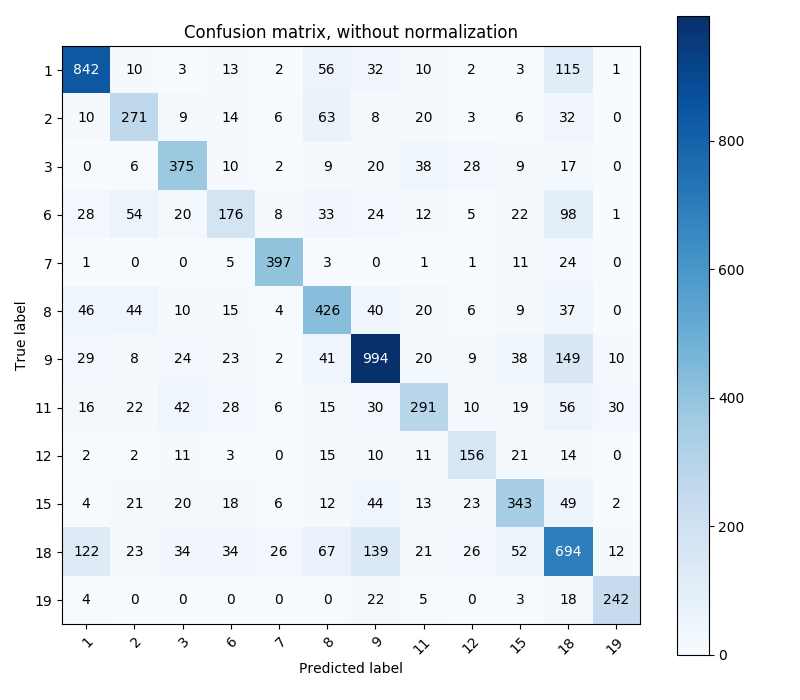 Confusion matrix, without normalization
1 842 10 3 13 2 56 32 10 2 3 115 1
2 10 271 9 14 6 63 8 20 3 6 32 0
3 0 6 375 10 2 9 20 38 28 9 17 0
6 28 54 20 176 8 33 24 12 5 22 98 1
7 1 0 0 5 397 3 0 1 1 11 24 0
8 46 44 10 15 4 426 40 20 6 9 37 0
9 29 8 24 23 2 41 994 20 9 38 149 10
11 16 22 42 28 6 15 30 291 10 19 56 30
12 2 2 11 3 0 15 10 11 156 21 14 0
15 4 21 20 18 6 12 44 13 23 343 49 2
18 122 23 34 34 26 67 139 21 26 52 694 12
19 4 0 0 0 0 0 22 5 0 3 18 242
1 2 3 6 7 8 9 11 12 15 18 19
Predicted label
True label
800
600
400
200
0